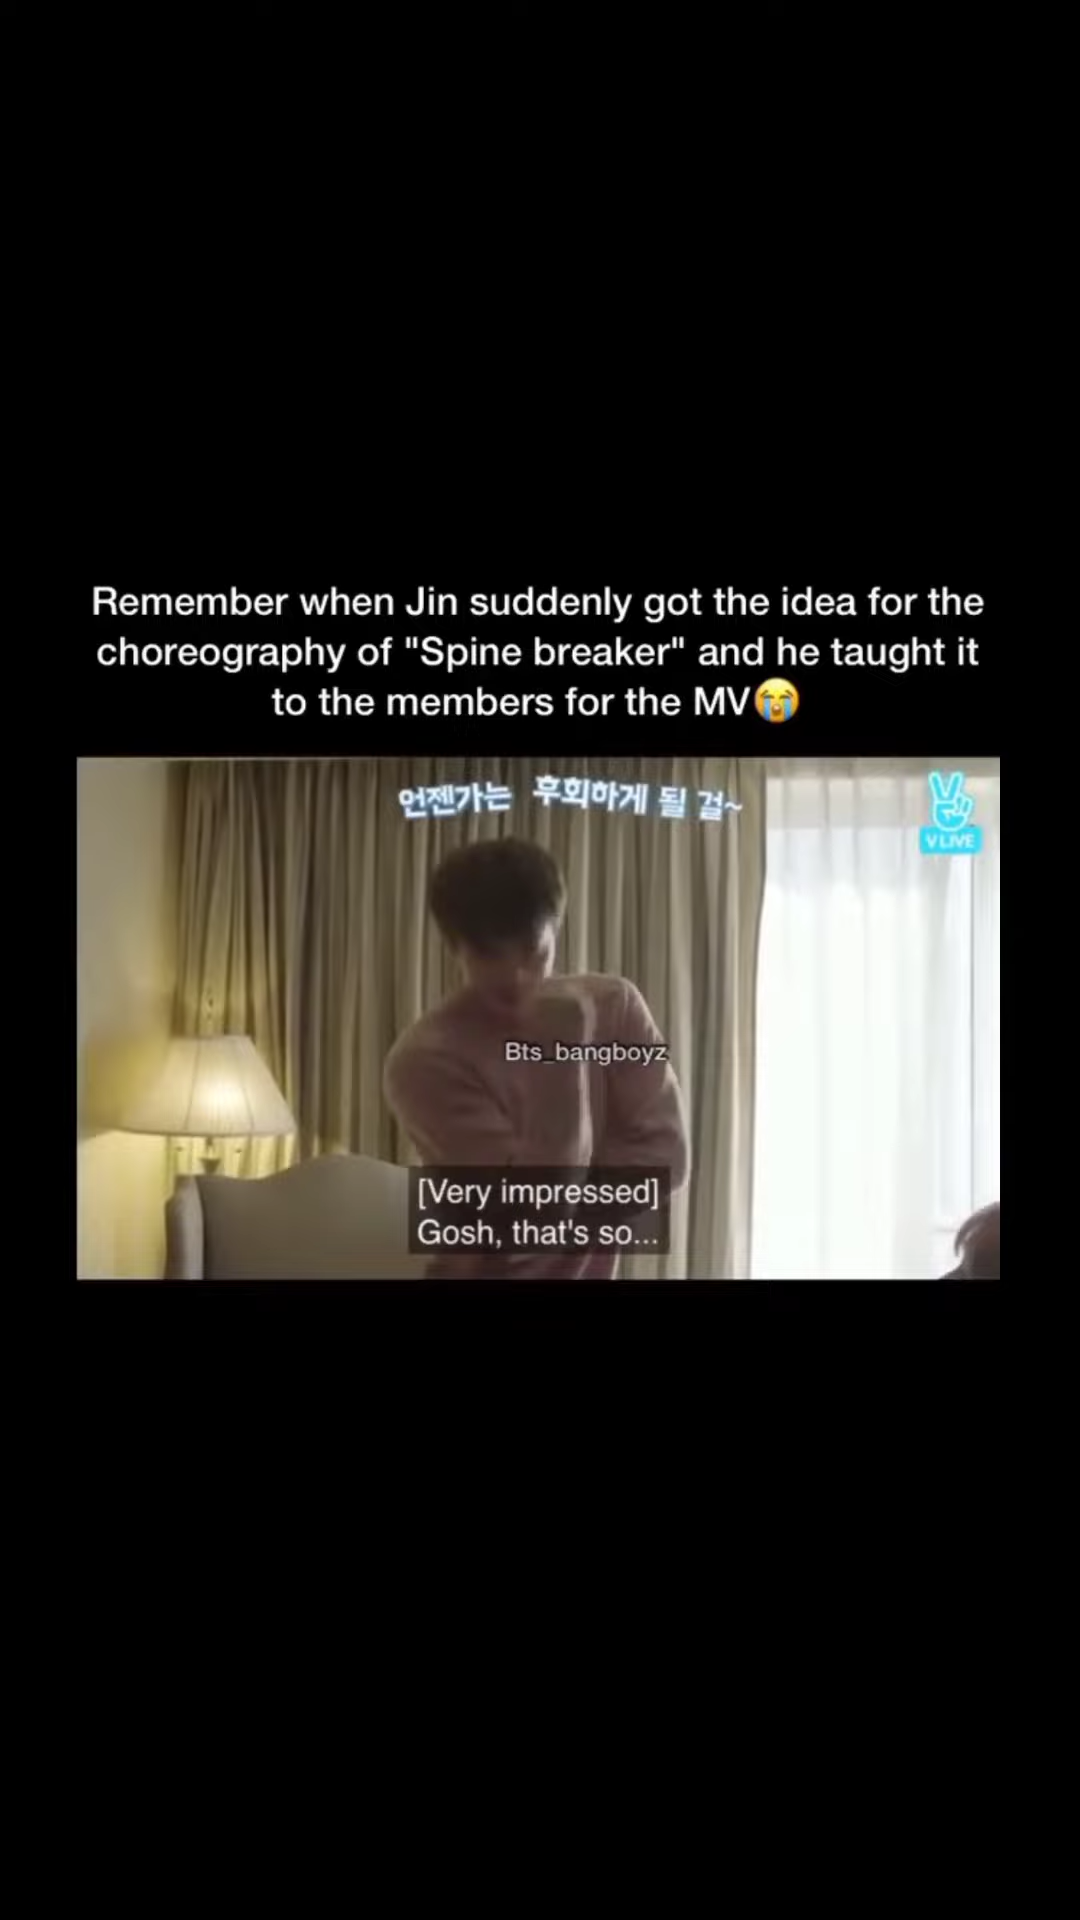 Remember when Jin suddenly got the idea for the
choreography of "Spine breaker" and he taught it
to the members for the MV😭
언젠가는 후회하게 될 걸~
V LIVE
Bts_bangboyz
[Very impressed]
Gosh, that's so...